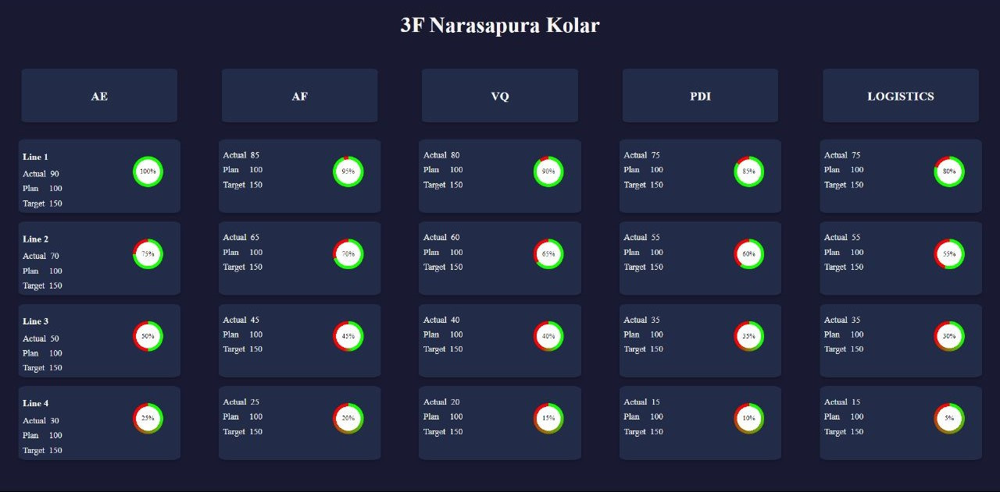 3F Narasapura Kolar
AE
AF
VQ
PDI
LOGISTICS
Line 1
Actual 90
Plan 100
Target 150
100%
Actual 85
Plan 100
Target 150
95%
Actual 80
Plan 100
Target 150
90%
Actual 75
Plan 100
Target 150
85%
Actual 75
Plan 100
Target 150
80%
Line 2
Actual 70
Plan 100
Target 150
75%
Actual 65
Plan 100
Target 150
70%
Actual 60
Plan 100
Target 150
65%
Actual 55
Plan 100
Target 150
60%
Actual 55
Plan 100
Target 150
55%
Line 3
Actual 50
Plan 100
Target 150
50%
Actual 45
Plan 100
Target 150
45%
Actual 40
Plan 100
Target 150
40%
Actual 35
Plan 100
Target 150
35%
Actual 35
Plan 100
Target 150
30%
Line 4
Actual 30
Plan 100
Target 150
25%
Actual 25
Plan 100
Target 150
20%
Actual 20
Plan 100
Target 150
15%
Actual 15
Plan 100
Target 150
10%
Actual 15
Plan 100
Target 150
5%